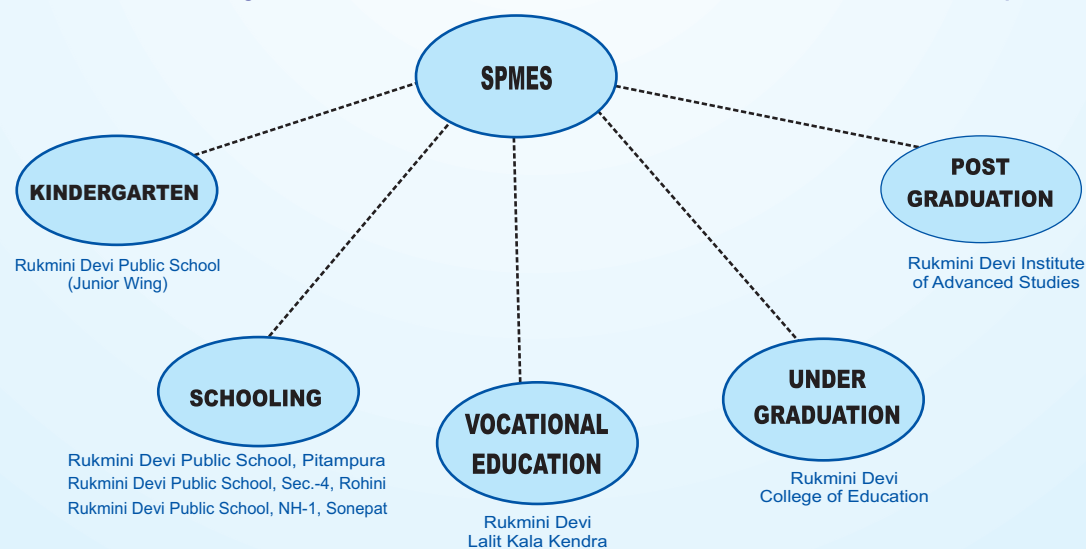 SPMES
KINDERGARTEN
Rukmini Devi Public School
(Junior Wing)
SCHOOLING
Rukmini Devi Public School, Pitampura
Rukmini Devi Public School, Sec.-4, Rohini
Rukmini Devi Public School, NH-1, Sonepat
VOCATIONAL
EDUCATION
Rukmini Devi
Lalit Kala Kendra
UNDER
GRADUATION
Rukmini Devi
College of Education
POST
GRADUATION
Rukmini Devi Institute
of Advanced Studies